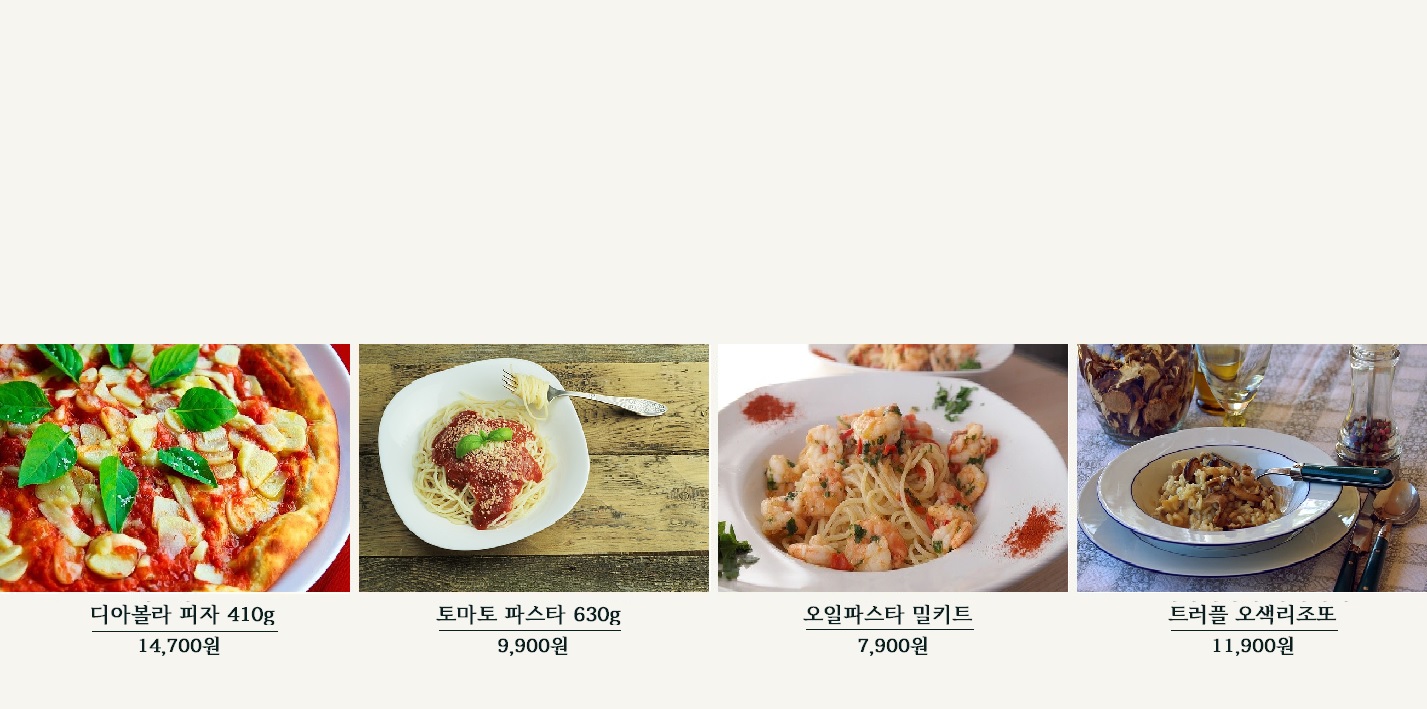 디아볼라 피자 410g
14,700원
토마토 파스타 630g
9,900원
오일파스타 밀키트
7,900원
트러플 오색리조또
11,900원